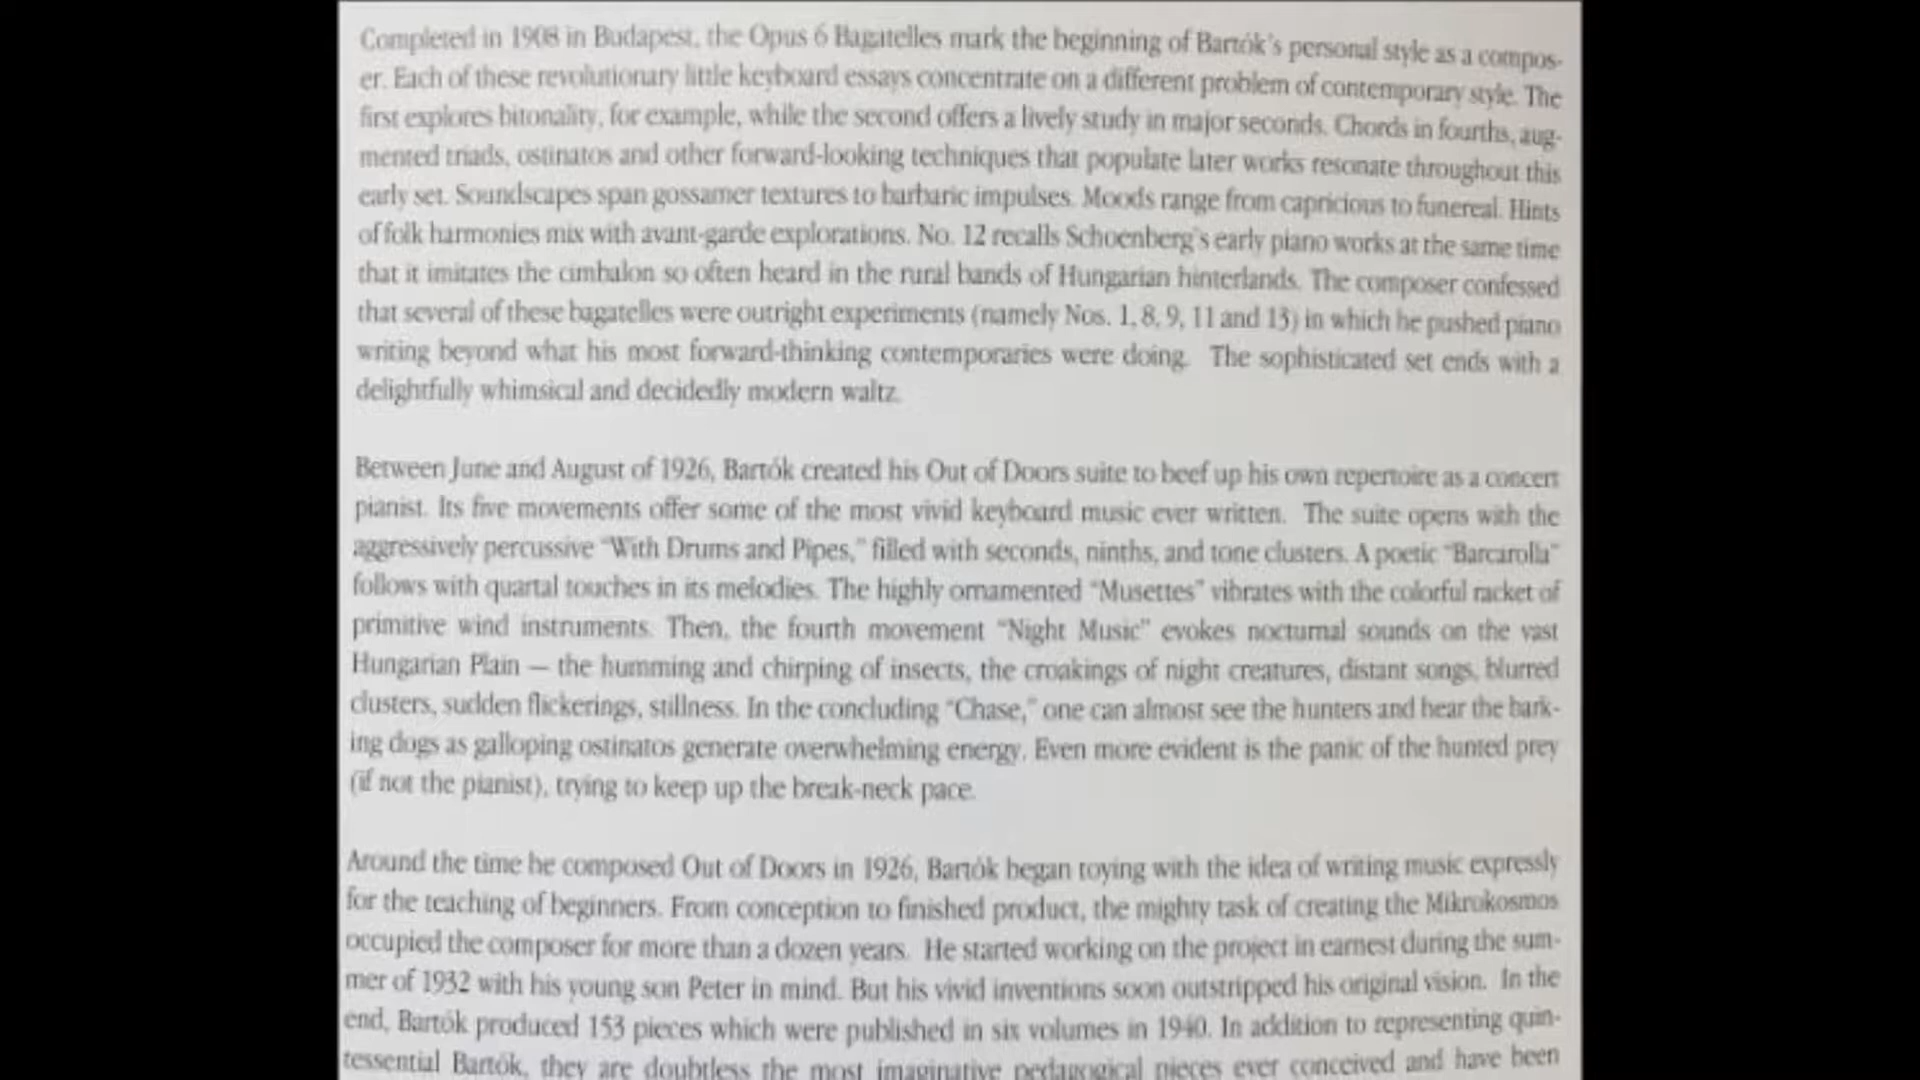 Completed in 1908 in Budapest, the Opus 6 Bagatelles mark the beginning of Bartók's personal style as a compos-
er. Each of these revolutionary little keyboard essays concentrate on a different problem of contemporary style. The
first explores bitonality, for example, while the second offers a lively study in major seconds. Chords in fourths, aug-
mented triads, ostinatos and other forward-looking techniques that populate later works resonate throughout this
early set. Soundscapes span gossamer textures to barbaric impulses. Moods range from capricious to funereal. Hints
of folk harmonies mix with avant-garde explorations. No. 12 recalls Schoenberg's early piano works at the same time
that it imitates the cimbalon so often heard in the rural bands of Hungarian hinterlands. The composer confessed
that several of these bagatelles were outright experiments (namely Nos. 1, 8, 9, 11 and 13) in which he pushed piano
writing beyond what his most forward-thinking contemporaries were doing. The sophisticated set ends with a
delightfully whimsical and decidedly modern waltz.
Between June and August of 1926, Bartók created his Out of Doors suite to beef up his own repertoire as a concert
pianist. Its five movements offer some of the most vivid keyboard music ever written. The suite opens with the
aggressively percussive "With Drums and Pipes," filled with seconds, ninths, and tone clusters. A poetic "Barcarolla"
follows with quartal touches in its melodies. The highly ornamented "Musettes" vibrates with the colorful racket of
primitive wind instruments. Then, the fourth movement "Night Music" evokes nocturnal sounds on the vast
Hungarian Plain — the humming and chirping of insects, the croakings of night creatures, distant songs, blurred
clusters, sudden flickerings, stillness. In the concluding "Chase," one can almost see the hunters and hear the bark-
ing dogs as galloping ostinatos generate overwhelming energy. Even more evident is the panic of the hunted prey
(if not the pianist), trying to keep up the break-neck pace.
Around the time he composed Out of Doors in 1926, Bartók began toying with the idea of writing music expressly
for the teaching of beginners. From conception to finished product, the mighty task of creating the Mikrokosmos
occupied the composer for more than a dozen years. He started working on the project in earnest during the sum-
mer of 1932 with his young son Peter in mind. But his vivid inventions soon outstripped his original vision. In the
end, Bartók produced 153 pieces which were published in six volumes in 1940. In addition to representing quin-
tessential Bartók, they are doubtless the most imaginative pedagogical pieces ever conceived and have been